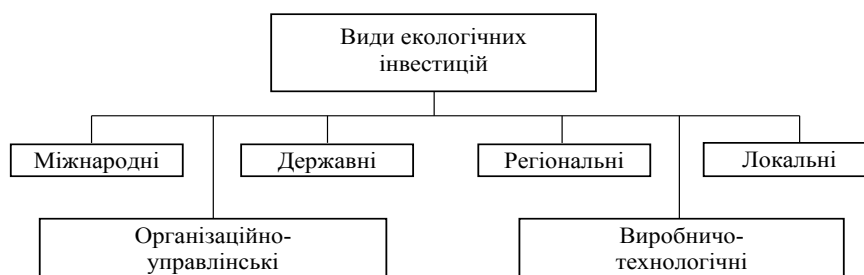 Види екологічних
інвестицій
Міжнародні
Державні
Регіональні
Локальні
Організаційно-
управлінські
Виробничо-
технологічні